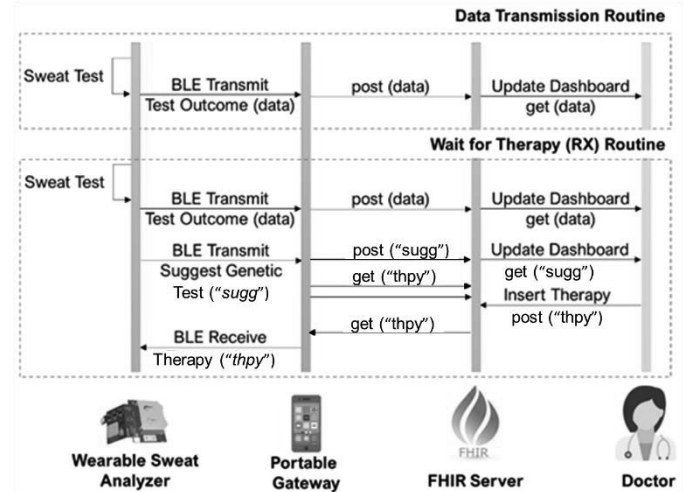 Data Transmission Routine
Sweat Test
BLE Transmit
Test Outcome (data)
post (data)
Update Dashboard
get (data)
Wait for Therapy (RX) Routine
Sweat Test
BLE Transmit
Test Outcome (data)
post (data)
Update Dashboard
get (data)
BLE Transmit
Suggest Genetic
Test ("sugg")
post ("sugg")
get ("thpy")
Update Dashboard
get ("sugg")
Insert Therapy
post ("thpy")
get ("thpy")
BLE Receive
Therapy ("thpy")
FHIR
Wearable Sweat
Analyzer
Portable
Gateway
FHIR Server
Doctor